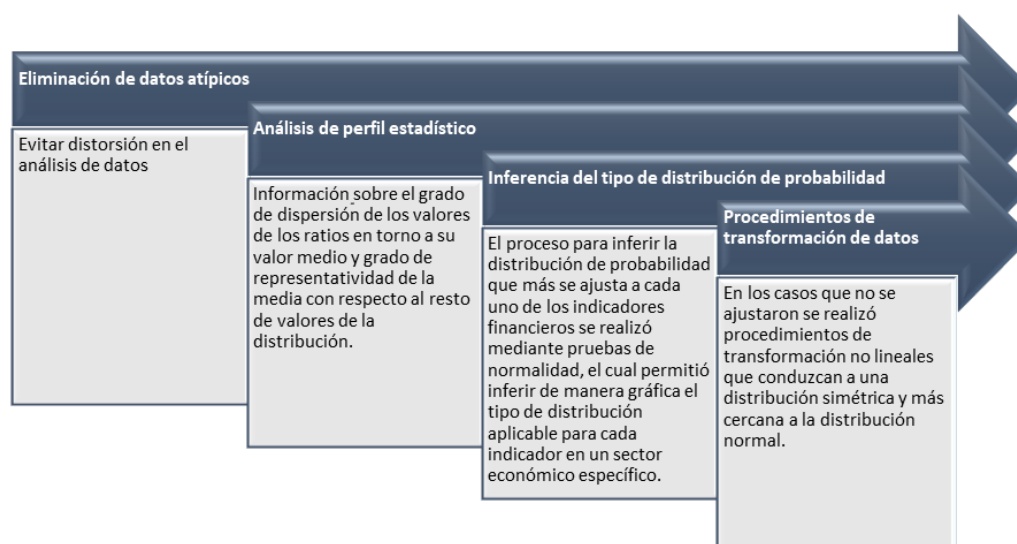 Eliminación de datos atípicos
Evitar distorsión en el
análisis de datos
Análisis de perfil estadístico
Información sobre el grado
de dispersión de los valores
de los ratios en torno a su
valor medio y grado de
representatividad de la
media con respecto al resto
de valores de la
distribución.
Inferencia del tipo de distribución de probabilidad
El proceso para inferir la
distribución de probabilidad
que más se ajusta a cada
uno de los indicadores
financieros se realizó
mediante pruebas de
normalidad, el cual permitió
inferir de manera gráfica el
tipo de distribución
aplicable para cada
indicador en un sector
económico específico.
Procedimientos de
transformación de datos
En los casos que no se
ajustaron se realizó
procedimientos de
transformación no lineales
que conduzcan a una
distribución simétrica y más
cercana a la distribución
normal.